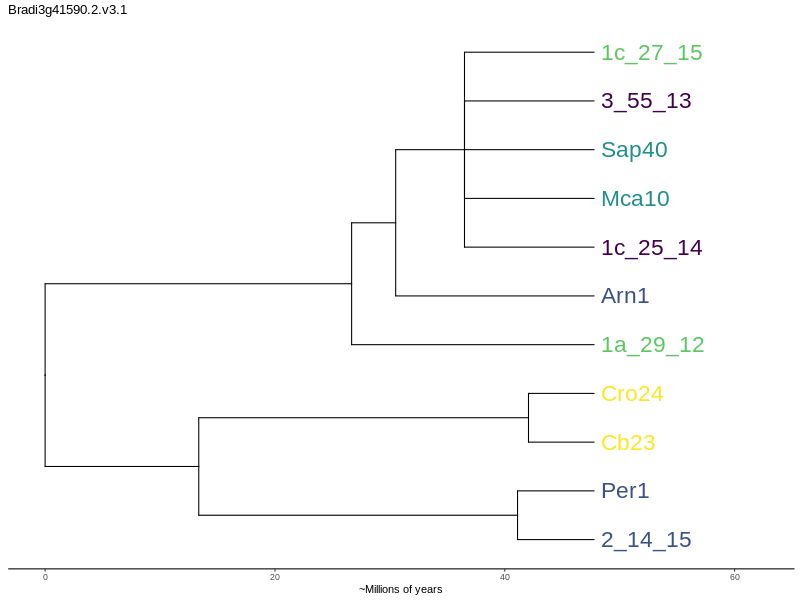 Bradi3g41590.2.v3.1
1c_27_15
3_55_13
Sap40
Mca10
1c_25_14
Arn1
1a_29_12
Cro24
Cb23
Per1
2_14_15
0 20 40 60
~Millions of years